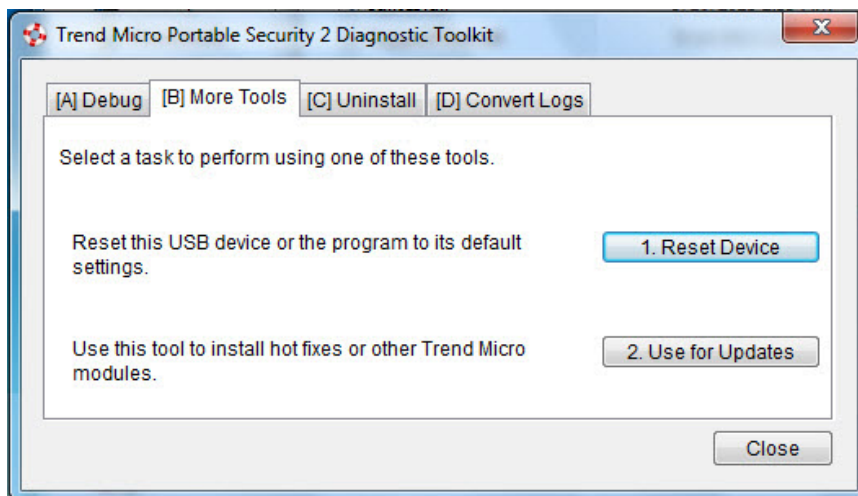 Trend Micro Portable Security 2 Diagnostic Toolkit
[A] Debug [B] More Tools [C] Uninstall [D] Convert Logs
Select a task to perform using one of these tools.
Reset this USB device or the program to its default
settings.
1. Reset Device
Use this tool to install hot fixes or other Trend Micro
modules.
2. Use for Updates
Close